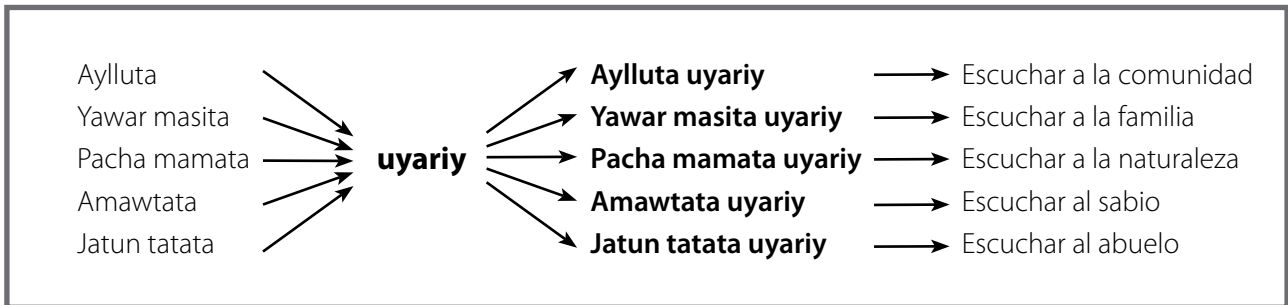 Aylluta uyariy Aylluta uyariy Escuchar a la comunidad
Yawar masita Yawar masita uyariy Escuchar a la familia
Pacha mamata uyariy Pacha mamata uyariy Escuchar a la naturaleza
Amawtata Amawtata uyariy Escuchar al sabio
Jatun tatata Jatun tatata uyariy Escuchar al abuelo